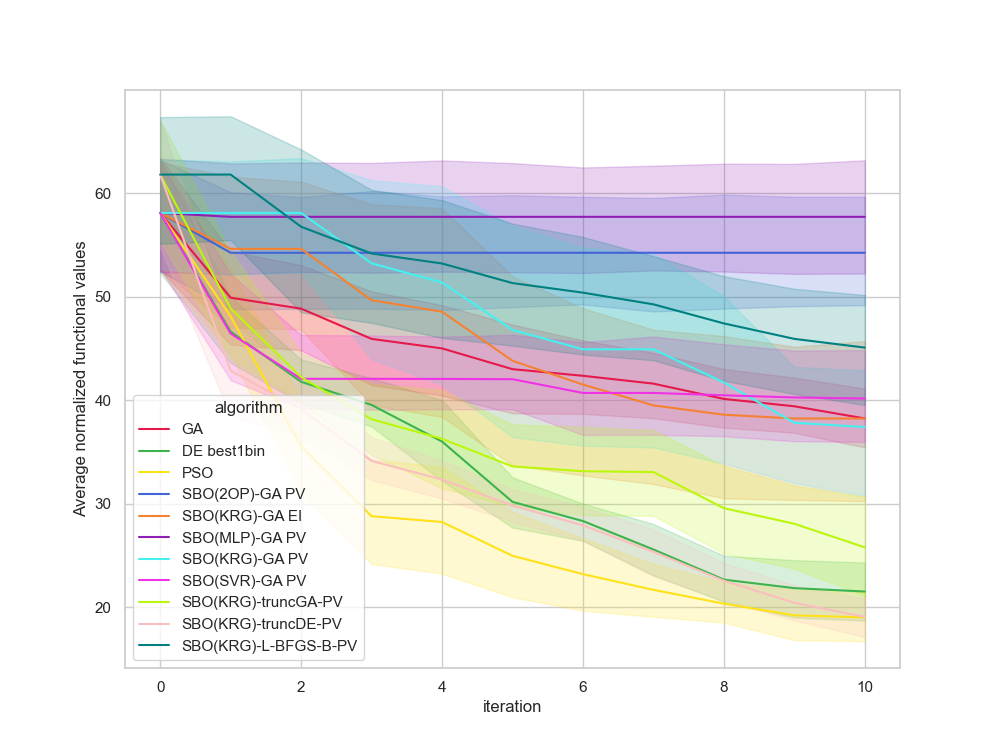 Average normalized functional values
60
50
40
30
20
algorithm
GA
DE best1bin
PSO
SBO(2OP)-GA PV
SBO(KRG)-GA EI
SBO(MLP)-GA PV
SBO(KRG)-GA PV
SBO(SVR)-GA PV
SBO(KRG)-truncGA-PV
SBO(KRG)-truncDE-PV
SBO(KRG)-L-BFGS-B-PV
0 2 4 6 8 10
iteration